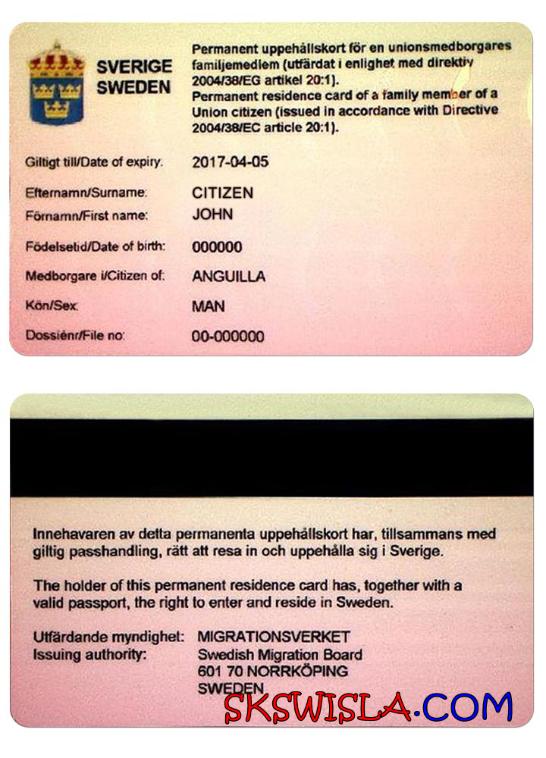 SVERIGE
SWEDEN
Permanent uppehållskort för en unionsmedborgares
familjemedlem (utfärdat i enlighet med direktiv
2004/38/EG artikel 20:1).
Permanent residence card of a family member of a
Union citizen (issued in accordance with Directive
2004/38/EC article 20:1).
Giltigt till/Date of expiry: 2017-04-05
Efternamn/Surname: CITIZEN
Förnamn/First name: JOHN
Födelsetid/Date of birth: 000000
Medborgare i/Citizen of: ANGUILLA
Kön/Sex: MAN
Dossiénr/File no: 00-000000
Innehavaren av detta permanenta uppehållskort har, tillsammans med
giltig passhandling, rätt att resa in och uppehålla sig i Sverige.
The holder of this permanent residence card has, together with a
valid passport, the right to enter and reside in Sweden.
Utfärdande myndighet: MIGRATIONSVERKET
Issuing authority: Swedish Migration Board
601 70 NORRKÖPING
SWEDEN
SKSWISLA.COM